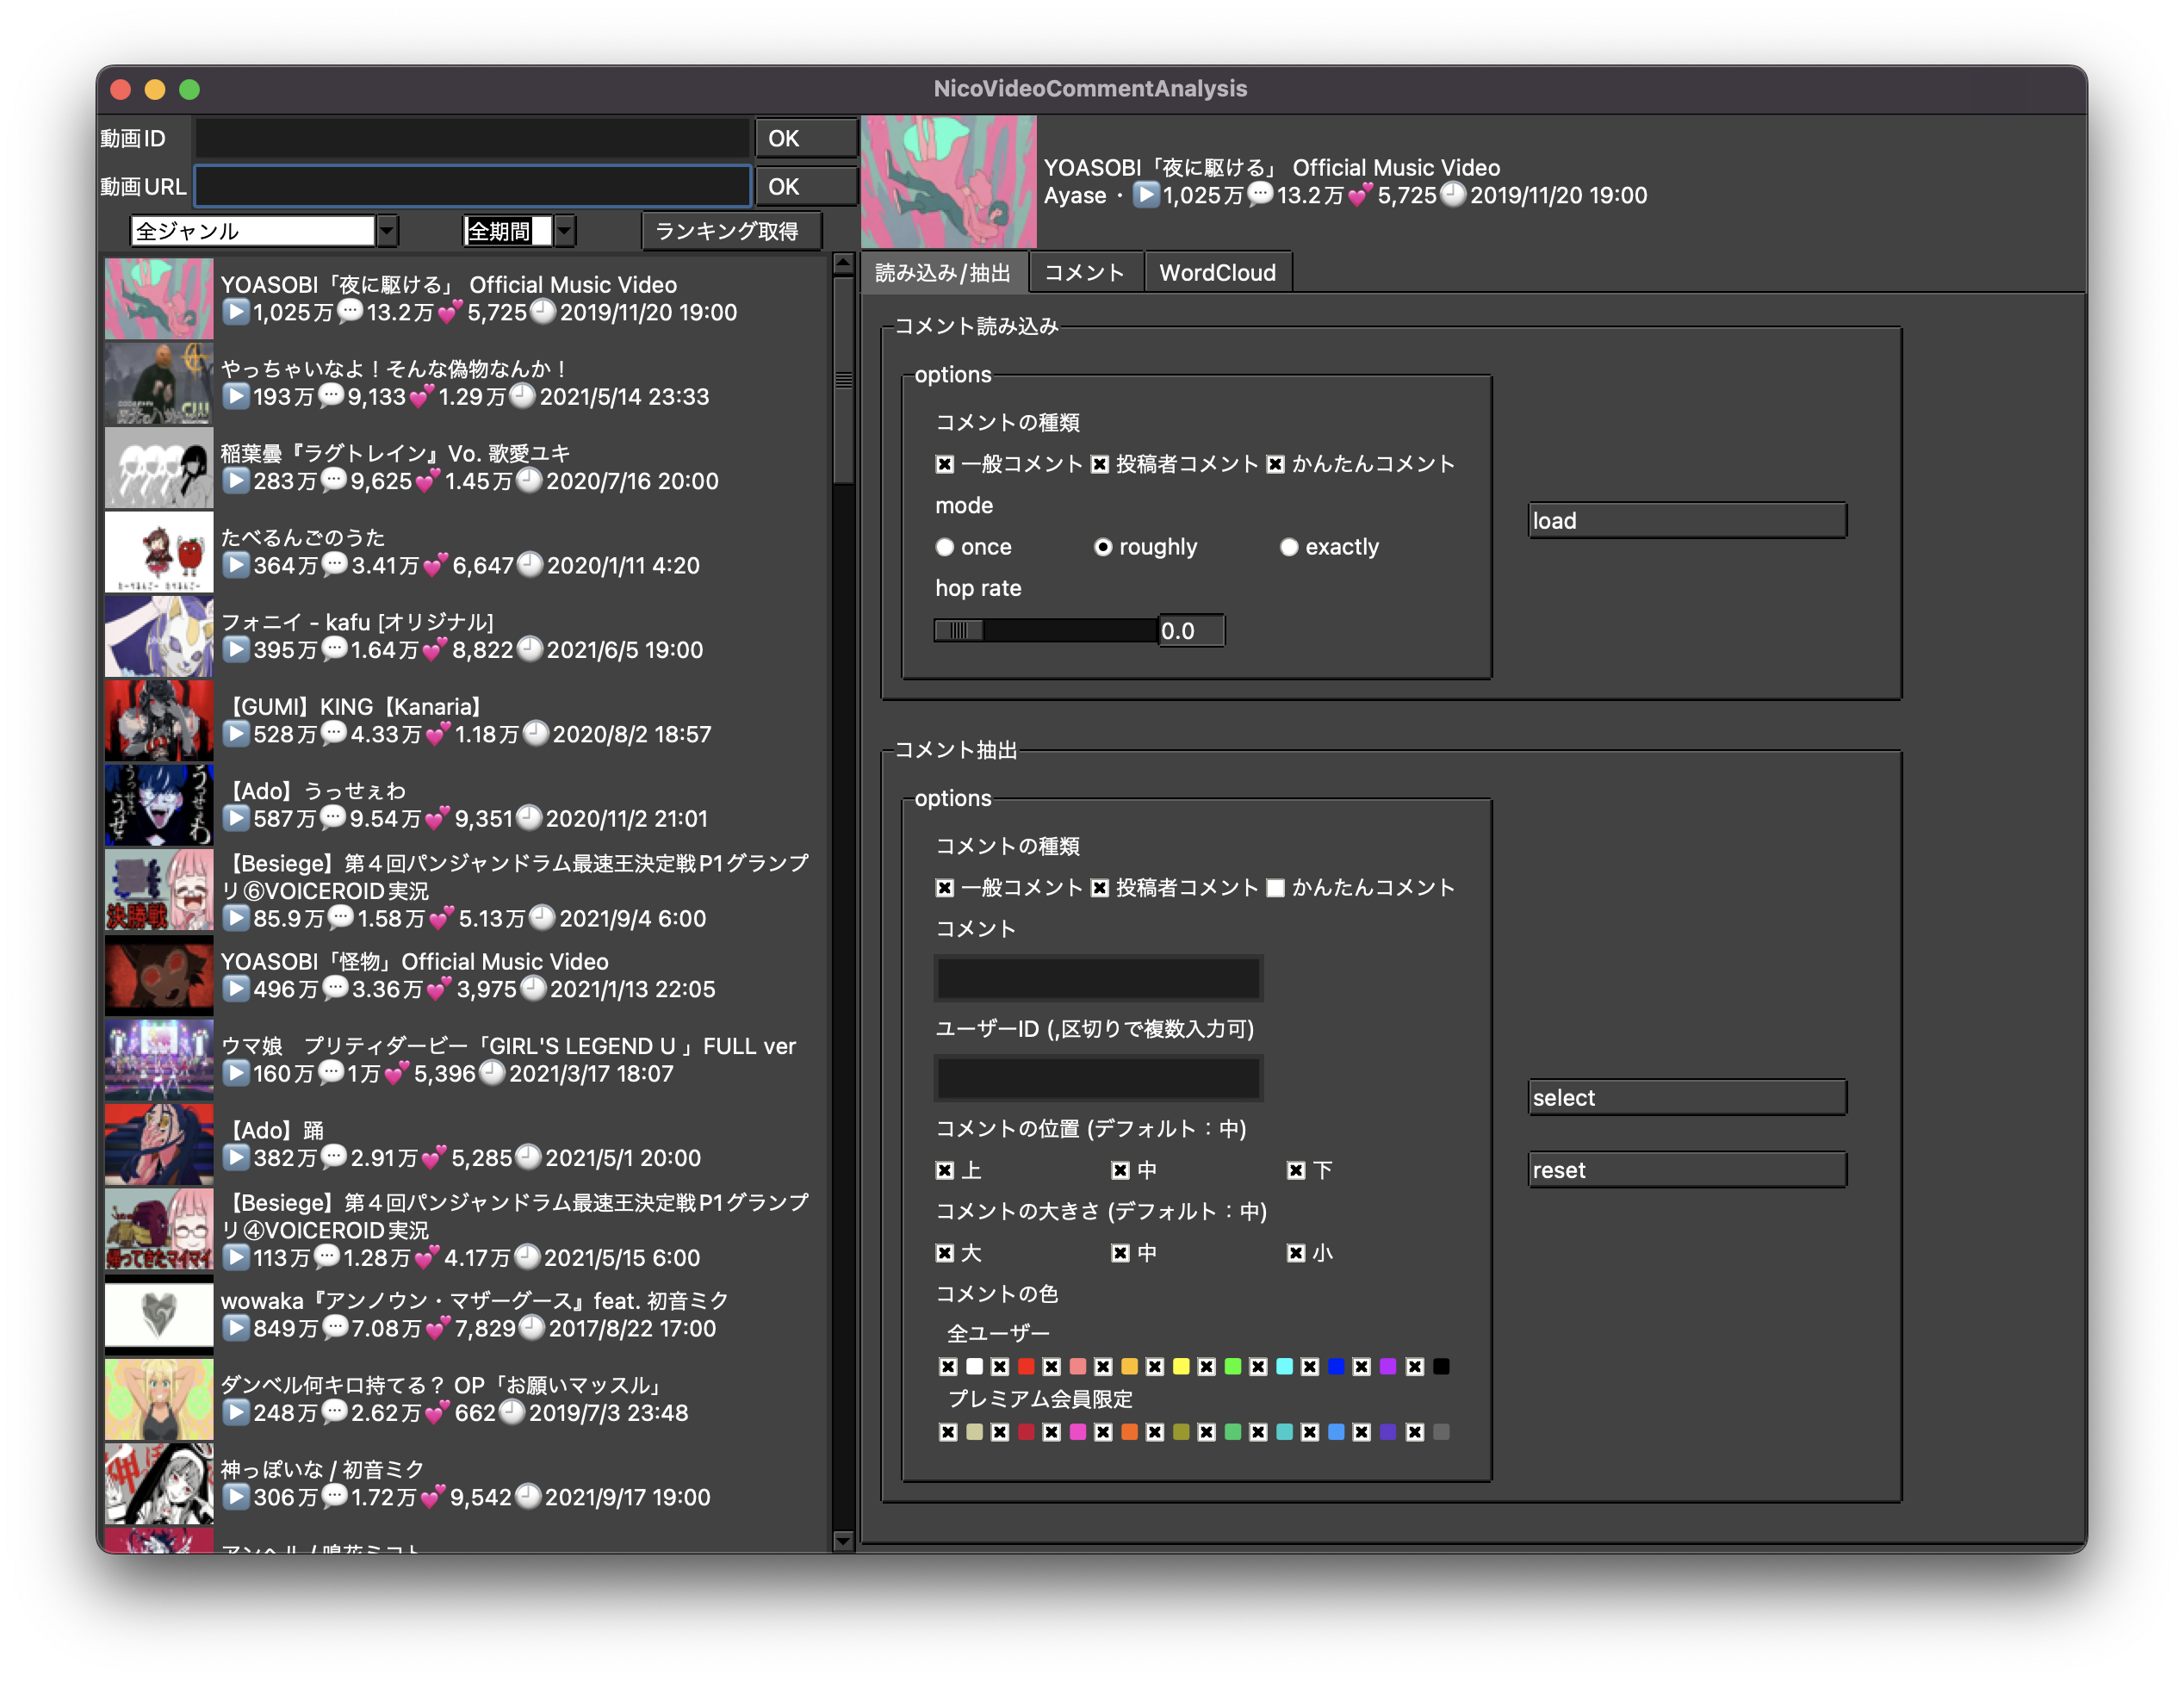 NicoVideoCommentAnalysis
動画ID
OK
動画URL
OK
全ジャンル
全期間
ランキング取得
YOASOBI「夜に駆ける」 Official Music Video
▶1,025万💬13.2万💕5,725🕘2019/11/20 19:00
やっちゃいなよ！そんな偽物なんか！
▶193万💬9,133💕1.29万🕘2021/5/14 23:33
稲葉曇『ラグトレイン』Vo. 歌愛ユキ
▶283万💬9,625💕1.45万🕘2020/7/16 20:00
たべるんごのうた
▶364万💬3.41万💕6,647🕘2020/1/11 4:20
フォニイ - kafu [オリジナル]
▶395万💬1.64万💕8,822🕘2021/6/5 19:00
【GUMI】KING【Kanaria】
▶528万💬4.33万💕1.18万🕘2020/8/2 18:57
【Ado】うっせぇわ
▶587万💬9.54万💕9,351🕘2020/11/2 21:01
決勝戦
【Besiege】第４回パンジャンドラム最速王決定戦P1グランプ
リ⑥VOICEROID実況
▶85.9万💬1.58万💕5.13万🕘2021/9/4 6:00
YOASOBI「怪物」Official Music Video
▶496万💬3.36万💕3,975🕘2021/1/13 22:05
ウマ娘　プリティダービー「GIRL'S LEGEND U 」FULL ver
▶160万💬1万💕5,396🕘2021/3/17 18:07
【Ado】踊
▶382万💬2.91万💕5,285🕘2021/5/1 20:00
帰ってきたマイマイ
【Besiege】第４回パンジャンドラム最速王決定戦P1グランプ
リ④VOICEROID実況
▶113万💬1.28万💕4.17万🕘2021/5/15 6:00
wowaka『アンノウン・マザーグース』feat. 初音ミク
▶849万💬7.08万💕7,829🕘2017/8/22 17:00
ダンベル何キロ持てる？ OP「お願いマッスル」
▶248万💬2.62万💕662🕘2019/7/3 23:48
神っぽいな / 初音ミク
▶306万💬1.72万💕9,542🕘2021/9/17 19:00
YOASOBI「夜に駆ける」 Official Music Video
Ayase・▶1,025万💬13.2万💕5,725🕘2019/11/20 19:00
読み込み/抽出
コメント
WordCloud
コメント読み込み
options
コメントの種類
一般コメント 投稿者コメント かんたんコメント
mode
once roughly exactly
hop rate
0.0
load
コメント抽出
options
コメントの種類
一般コメント 投稿者コメント かんたんコメント
コメント
ユーザーID (,区切りで複数入力可)
コメントの位置 (デフォルト：中)
上 中 下
コメントの大きさ (デフォルト：中)
大 中 小
コメントの色
全ユーザー
プレミアム会員限定
select
reset